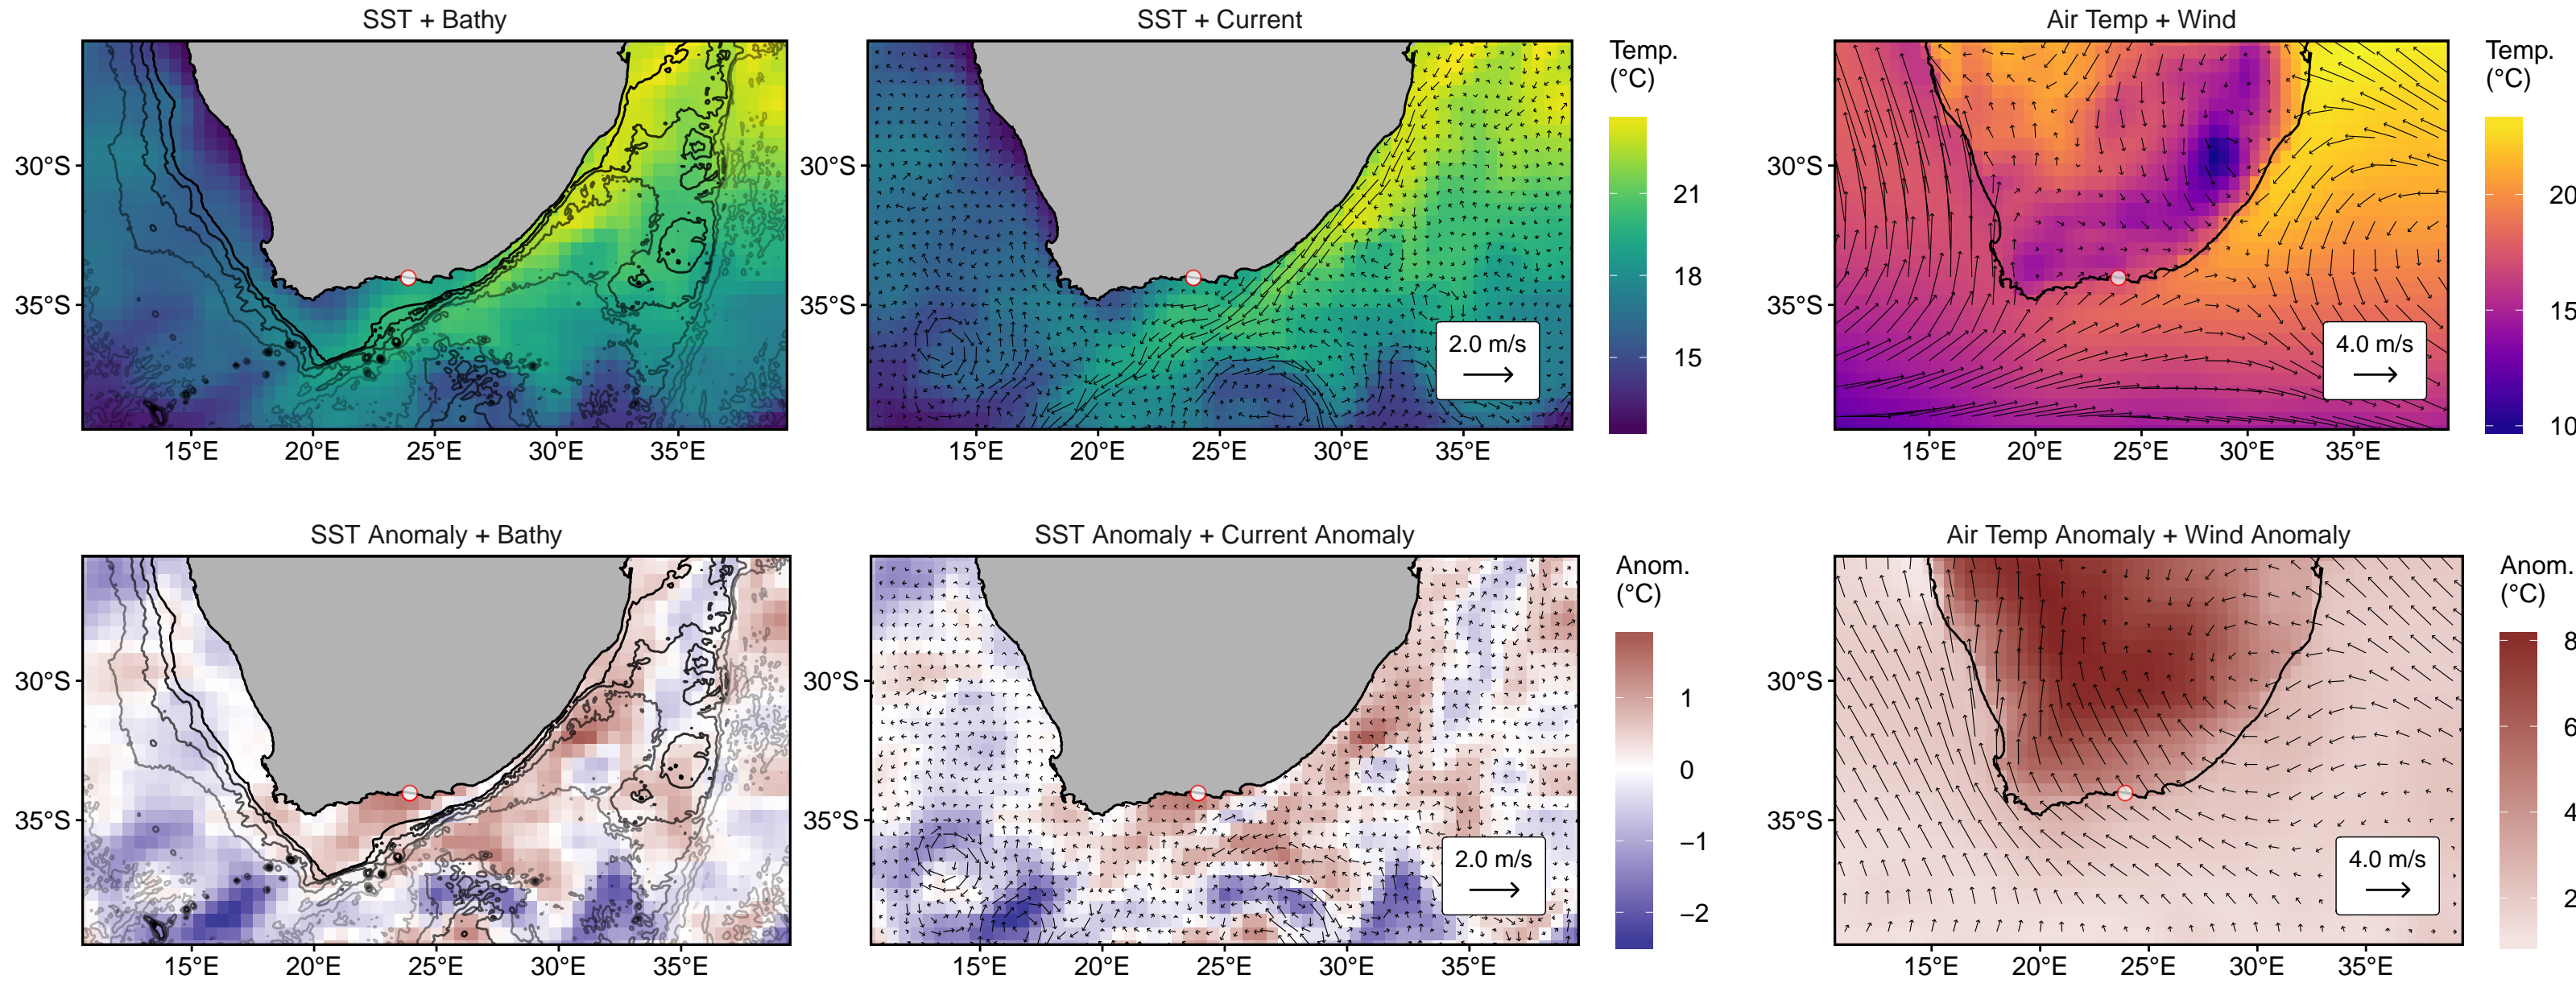 SST + Bathy
SST + Current
Air Temp + Wind
30°S
35°S
15°E
20°E
25°E
30°E
35°E
30°S
35°S
15°E
20°E
25°E
30°E
35°E
2.0 m/s
Temp.
(°C)
21
18
15
30°S
35°S
15°E
20°E
25°E
30°E
35°E
4.0 m/s
Temp.
(°C)
20
15
10
SST Anomaly + Bathy
SST Anomaly + Current Anomaly
Air Temp Anomaly + Wind Anomaly
30°S
35°S
15°E
20°E
25°E
30°E
35°E
30°S
35°S
15°E
20°E
25°E
30°E
35°E
2.0 m/s
Anom.
(°C)
1
0
−1
−2
30°S
35°S
15°E
20°E
25°E
30°E
35°E
4.0 m/s
Anom.
(°C)
8
6
4
2